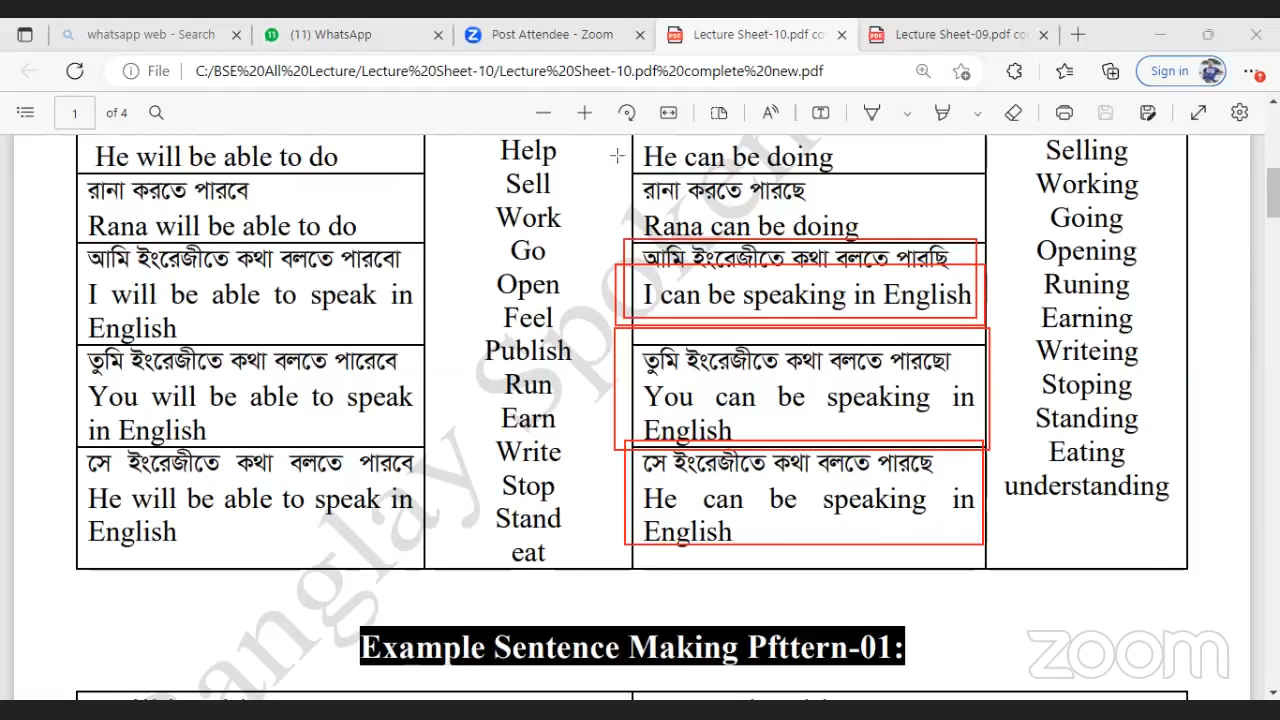 whatsapp web - Search
(11) WhatsApp
Post Attendee - Zoom
Lecture Sheet-10.pdf co
Lecture Sheet-09.pdf co
File
C:/BSE%20All%20Lecture/Lecture%20Sheet-10/Lecture%20Sheet-10.pdf%20complete%20new.pdf
Sign in
1 of 4
He will be able to do
রানা করতে পারবে
Rana will be able to do
আমি ইংরেজীতে কথা বলতে পারবো
I will be able to speak in
English
তুমি ইংরেজীতে কথা বলতে পারেবে
You will be able to speak
in English
সে ইংরেজীতে কথা বলতে পারবে
He will be able to speak in
English
Help
Sell
Work
Go
Open
Feel
Publish
Run
Earn
Write
Stop
Stand
eat
He can be doing
রানা করতে পারছে
Rana can be doing
আমি ইংরেজীতে কথা বলতে পারছি
I can be speaking in English
তুমি ইংরেজীতে কথা বলতে পারছো
You can be speaking in
English
সে ইংরেজীতে কথা বলতে পারছে
He can be speaking in
English
Selling
Working
Going
Opening
Runing
Earning
Writeing
Stoping
Standing
Eating
understanding
Example Sentence Making Pfttern-01:
zoom